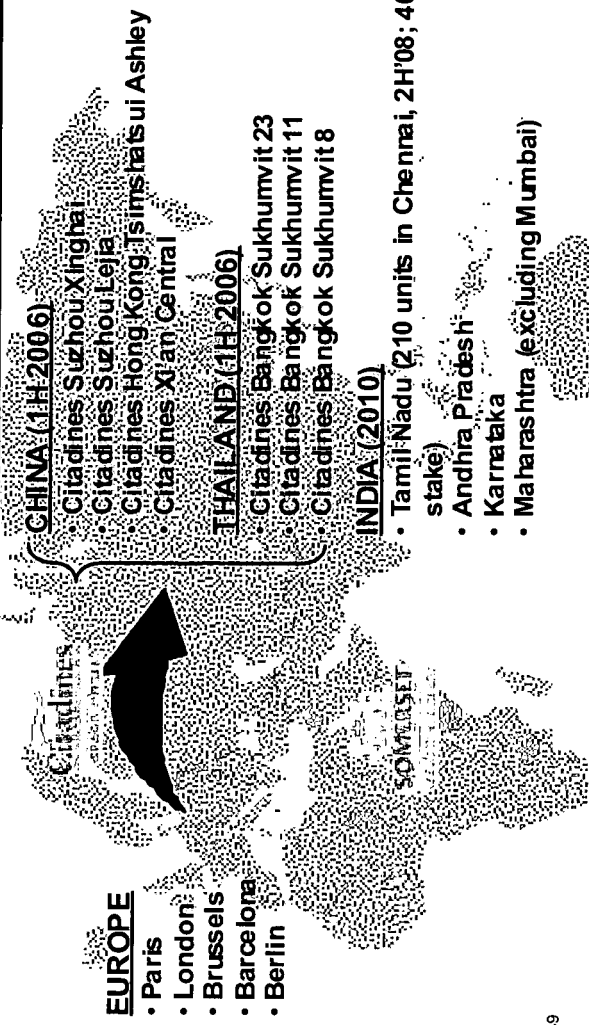 EUROPE
• Paris
• London
• Brussels
• Barcelona
• Berlin
Citadines
SOMERSET
CHINA (1H 2006)
• Citadines Suzhou Xinghai
• Citadines Suzhou Lejia
• Citadines Hong Kong Tsimshatsui Ashley
• Citadines Xi'an Central
THAILAND (1H 2006)
• Citadines Bangkok Sukhumvit 23
• Citadines Bangkok Sukhumvit 11
• Citadines Bangkok Sukhumvit 8
INDIA (2010)
• Tamil Nadu (210 units in Chennai, 2H'08;
stake)
• Andhra Pradesh
• Karnataka
• Maharashtra (excluding Mumbai)